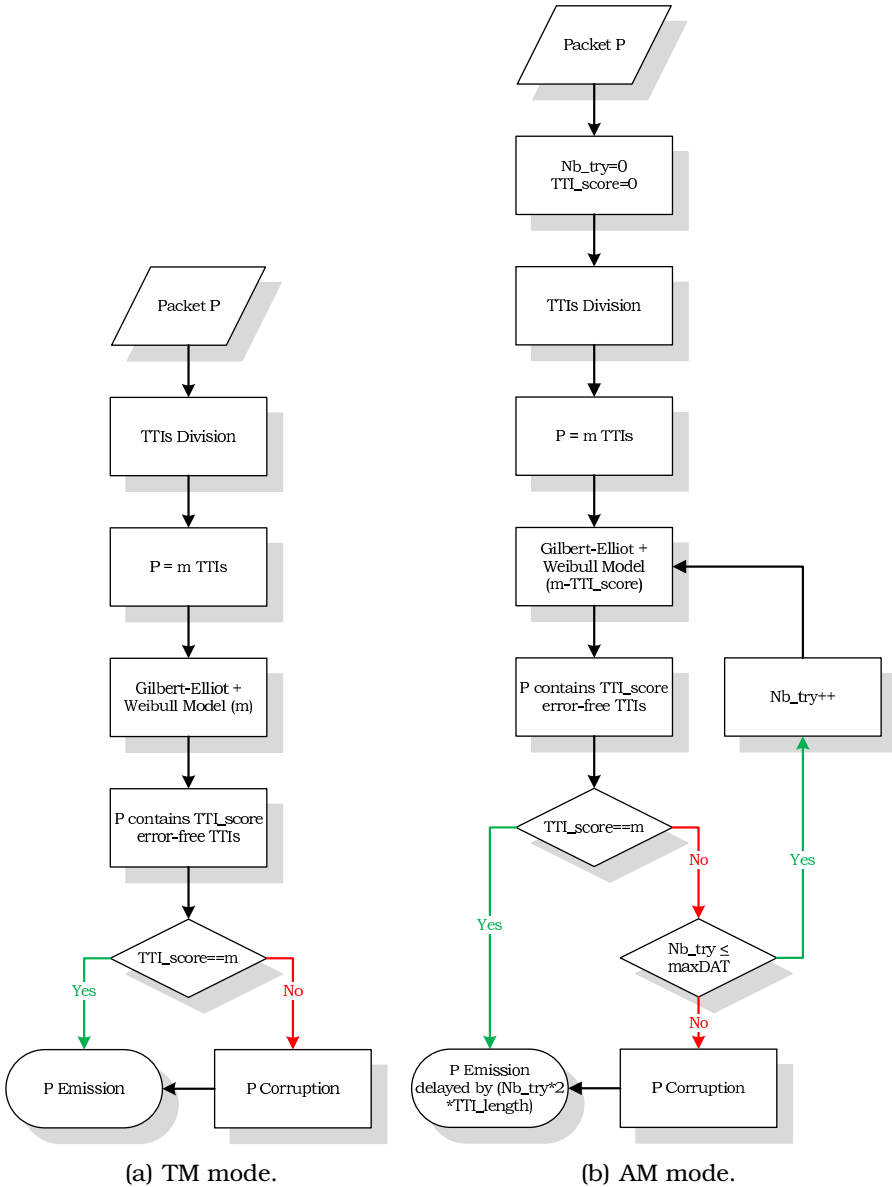 Packet P
TTIs Division
P = m TTIs
Gilbert-Elliot +
Weibull Model (m)
P contains TTI_score
error-free TTIs
TTI_score==m
Yes
No
P Emission
P Corruption
(a) TM mode.
Packet P
Nb_try=0
TTI_score=0
TTIs Division
P = m TTIs
Gilbert-Elliot +
Weibull Model
(m-TTI_score)
P contains TTI_score
error-free TTIs
Nb_try++
TTI_score==m
No
Yes
Yes
Nb_try ≤
maxDAT
No
P Emission
delayed by (Nb_try*2
*TTI_length)
P Corruption
(b) AM mode.